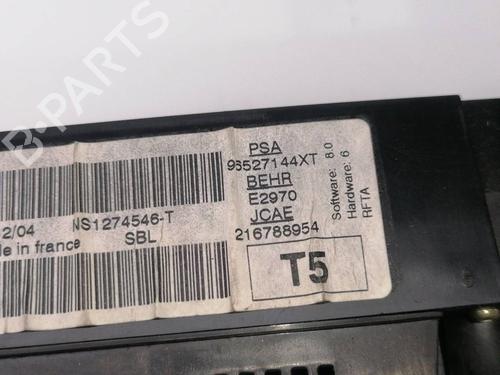 PSA
96527144XT
BEHR
E2970
JCAE
216788954
T5
Software: 8.0
Hardware: 6
RFTA
2/04
NS1274546-T
de in france
SBL
B-PARTS